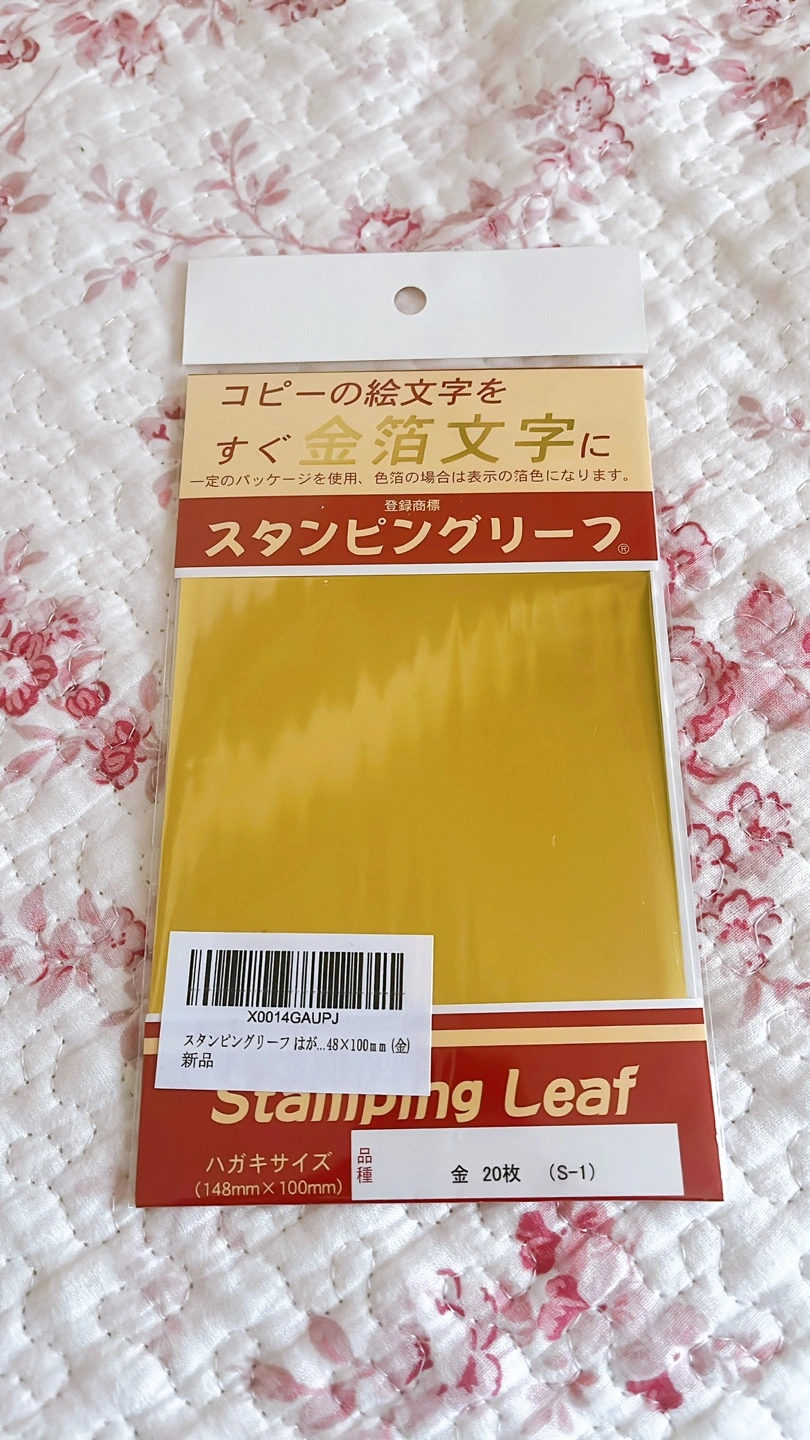 コピーの絵文字を
すぐ金箔文字に
一定のパッケージを使用、色箔の場合は表示の箔色になります。
登録商標
スタンピングリーフ®
X0014GAUPJ
スタンピングリーフ はが...48×100mm (金)
新品
Stamping Leaf
ハガキサイズ
(148mm×100mm)
品種
金 20枚 (S-1)